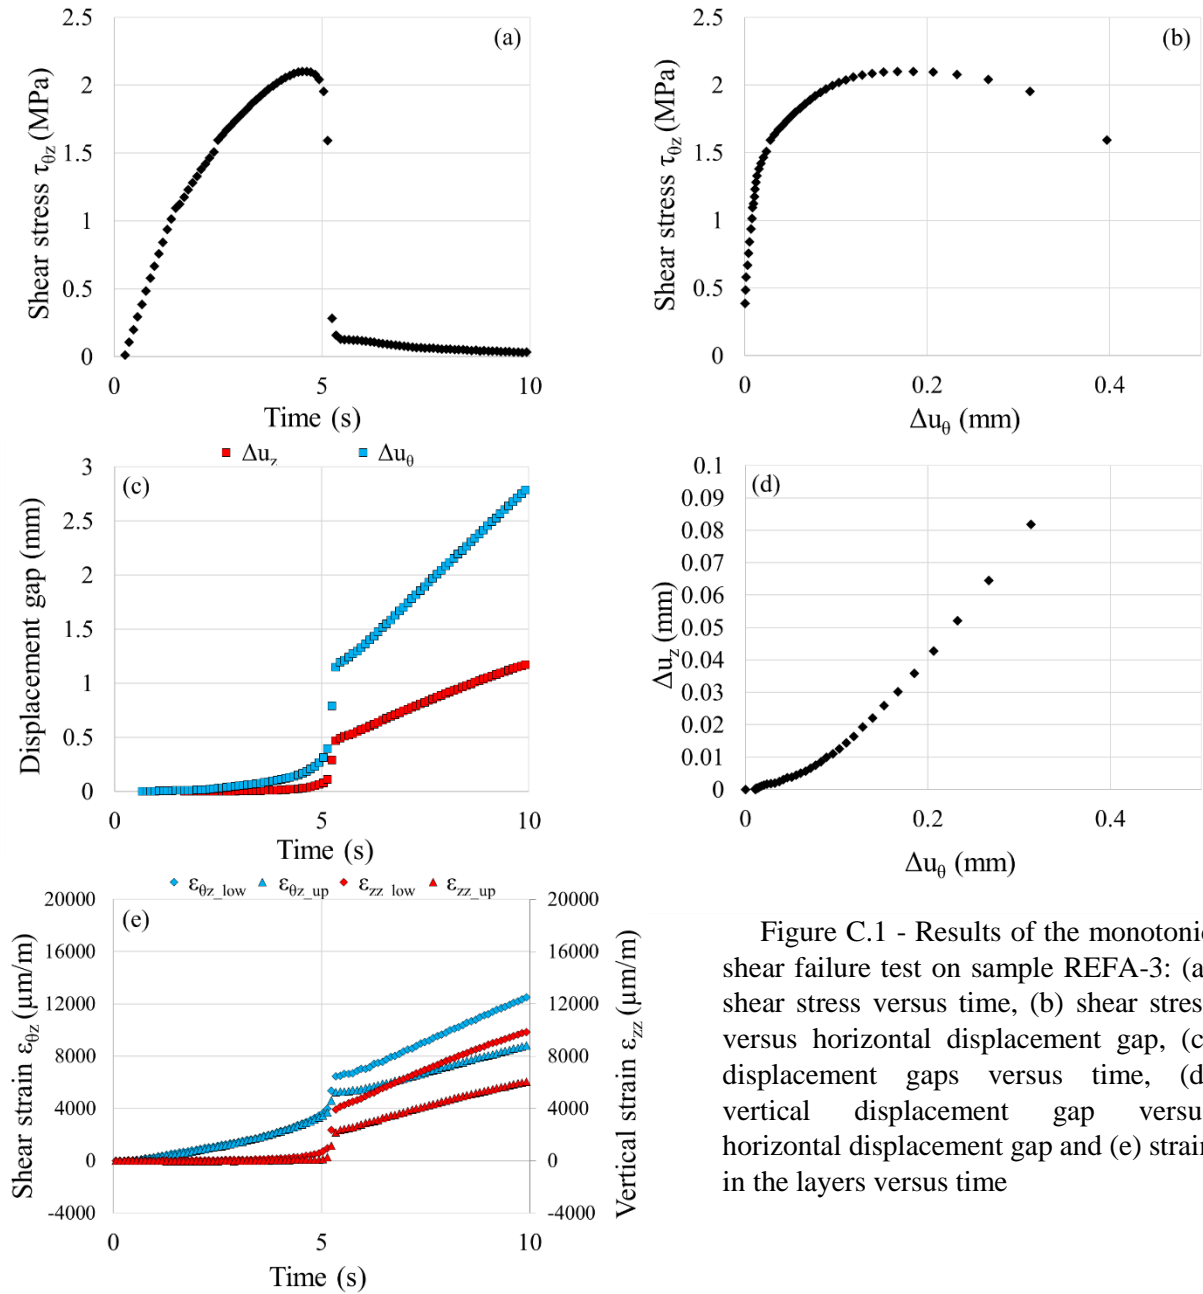 (a)
Shear stress τθz (MPa)
2.5
2
1.5
1
0.5
0
0 5 10
Time (s)
(b)
Shear stress τθz (MPa)
2.5
2
1.5
1
0.5
0
0 0.2 0.4
Δuθ (mm)
Δuz Δuθ
(c)
Displacement gap (mm)
3
2.5
2
1.5
1
0.5
0
0 5 10
Time (s)
(d)
Δuz (mm)
0.1
0.09
0.08
0.07
0.06
0.05
0.04
0.03
0.02
0.01
0
0 0.2 0.4
Δuθ (mm)
εθz_low εθz_up εzz_low εzz_up
(e)
Shear strain εθz (μm/m)
20000
16000
12000
8000
4000
0
-4000
Vertical strain εzz (μm/m)
20000
16000
12000
8000
4000
0
-4000
0 5 10
Time (s)
Figure C.1 - Results of the monotonic
shear failure test on sample REFA-3: (a
shear stress versus time, (b) shear stres
versus horizontal displacement gap, (c
displacement gaps versus time, (d
vertical displacement gap versu
horizontal displacement gap and (e) strain
in the layers versus time